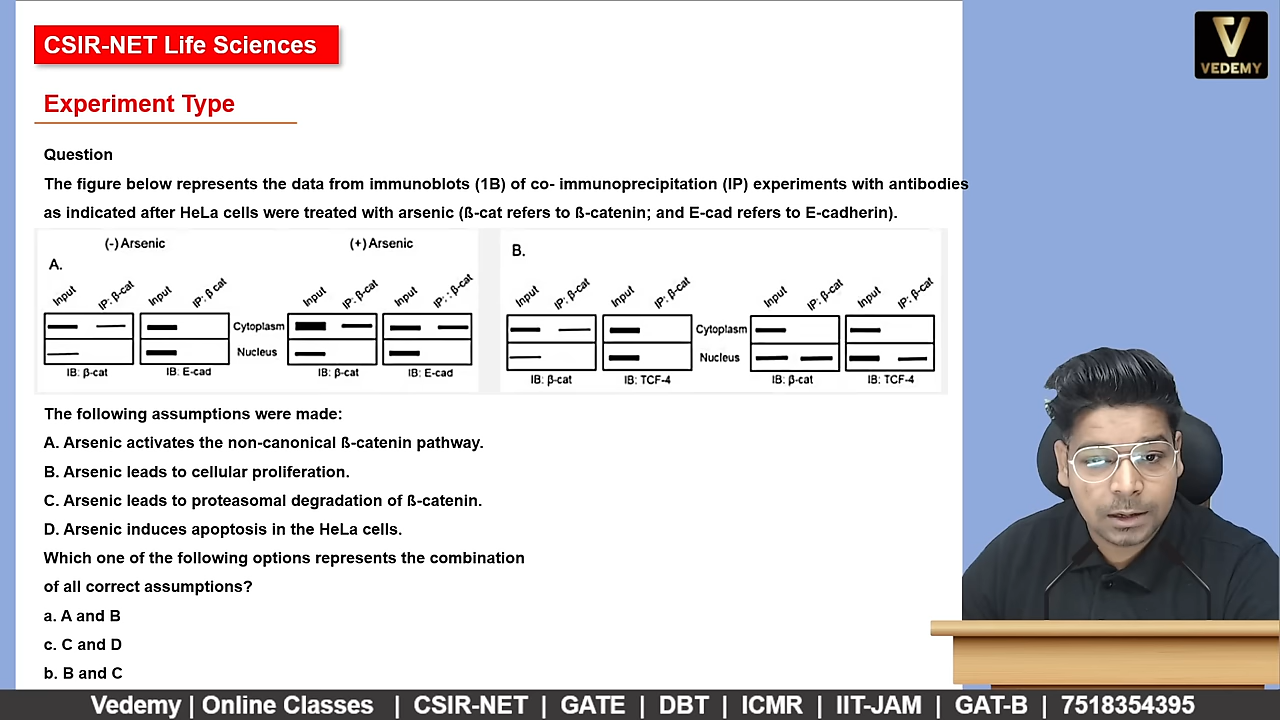 CSIR-NET Life Sciences
VEDEMY
Experiment Type
Question
The figure below represents the data from immunoblots (1B) of co- immunoprecipitation (IP) experiments with antibodies
as indicated after HeLa cells were treated with arsenic (ß-cat refers to ß-catenin; and E-cad refers to E-cadherin).
(-) Arsenic (+) Arsenic
A. B.
Input IP: β-cat Input IP: β cat Input IP: β-cat Input IP: : β-cat Input IP: β-cat Input IP: β-cat Input IP: β-cat Input IP: β-cat
Cytoplasm Cytoplasm
Nucleus Nucleus
IB: β-cat IB: E-cad IB: β-cat IB: E-cad IB: β-cat IB: TCF-4 IB: β-cat IB: TCF-4
The following assumptions were made:
A. Arsenic activates the non-canonical ß-catenin pathway.
B. Arsenic leads to cellular proliferation.
C. Arsenic leads to proteasomal degradation of ß-catenin.
D. Arsenic induces apoptosis in the HeLa cells.
Which one of the following options represents the combination
of all correct assumptions?
a. A and B
c. C and D
b. B and C
Vedemy | Online Classes | CSIR-NET | GATE | DBT | ICMR | IIT-JAM | GAT-B | 7518354395